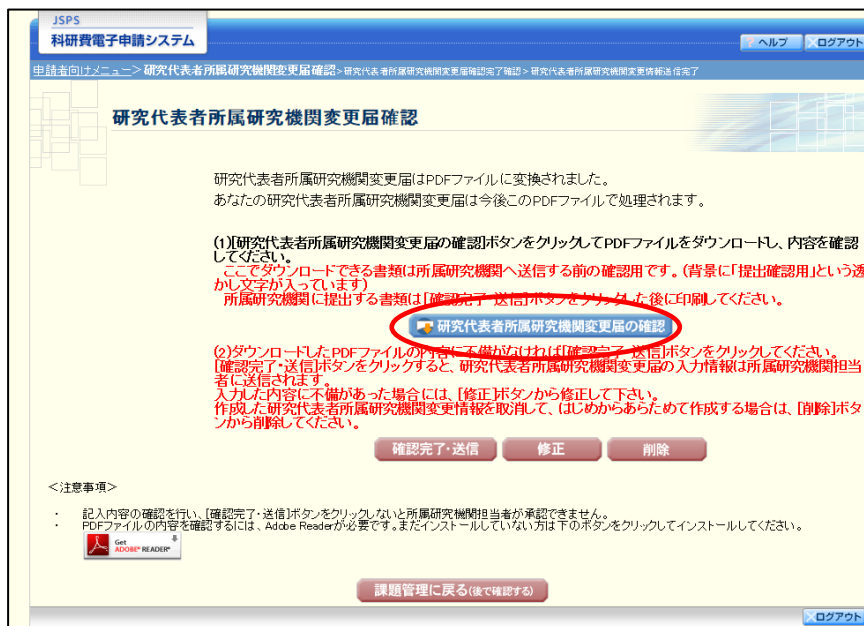 JSPS
科研費電子申請システム
? ヘルプ ×ログアウト
申請者向けメニュー>研究代表者所属研究機関変更届確認>研究代表者所属研究機関変更届確認完了確認>研究代表者所属研究機関変更情報送信完了
研究代表者所属研究機関変更届確認
研究代表者所属研究機関変更届はPDFファイルに変換されました。
あなたの研究代表者所属研究機関変更届は今後このPDFファイルで処理されます。
(1)[研究代表者所属研究機関変更届の確認]ボタンをクリックしてPDFファイルをダウンロードし、内容を確認
してください。
ここでダウンロードできる書類は所属研究機関へ送信する前の確認用です。(背景に「提出確認用」という透
かし文字が入っています)
所属研究機関に提出する書類は[確認完了・送信]ボタンをクリックした後に印刷してください。
研究代表者所属研究機関変更届の確認
(2)ダウンロードしたPDFファイルの内容に不備がなければ[確認完了・送信]ボタンをクリックしてください。
[確認完了・送信]ボタンをクリックすると、研究代表者所属研究機関変更届の入力情報は所属研究機関担当
者に送信されます。
入力した内容に不備があった場合には、[修正]ボタンから修正して下さい。
作成した研究代表者所属研究機関変更情報を取消して、はじめからあらためて作成する場合は、[削除]ボタ
ンから削除してください。
確認完了・送信 修正 削除
<注意事項>
・ 記入内容の確認を行い、[確認完了・送信]ボタンをクリックしないと所属研究機関担当者が承認できません。
・ PDFファイルの内容を確認するには、Adobe Readerが必要です。まだインストールしていない方は下のボタンをクリックしてインストールしてください。
Get
ADOBE® READER®
課題管理に戻る(後で確認する)
×ログアウト